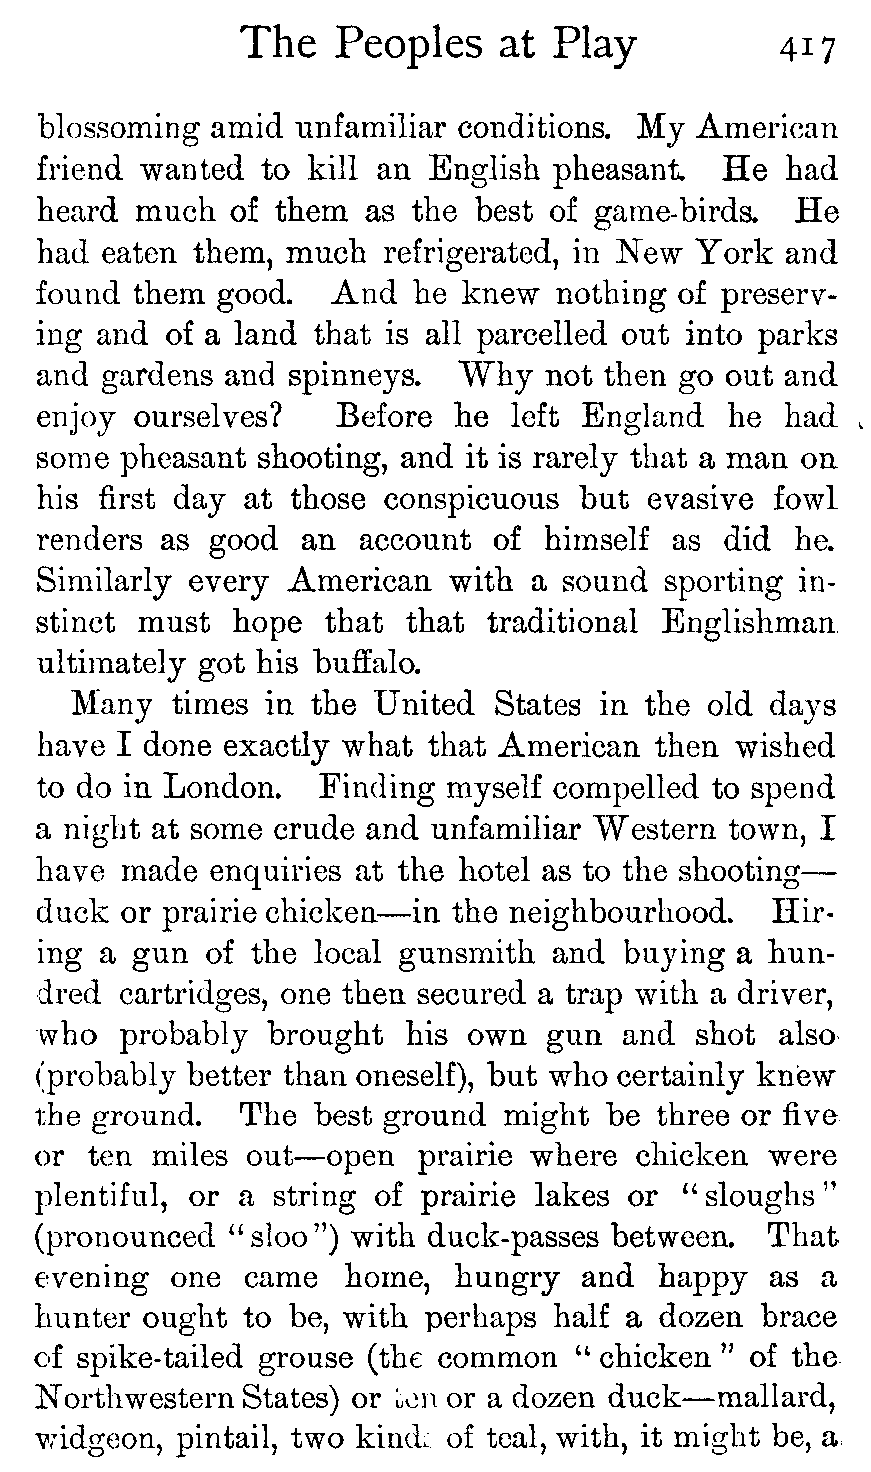 The Peoples at Play 417
blossoming amid unfamiliar conditions. My American
friend wanted to kill an English pheasant. He had
heard much of them as the best of game-birds. He
had eaten them, much refrigerated, in New York and
found them good. And he knew nothing of preserv-
ing and of a land that is all parcelled out into parks
and gardens and spinneys. Why not then go out and
enjoy ourselves? Before he left England he had
some pheasant shooting, and it is rarely that a man on
his first day at those conspicuous but evasive fowl
renders as good an account of himself as did he.
Similarly every American with a sound sporting in-
stinct must hope that that traditional Englishman
ultimately got his buffalo.
Many times in the United States in the old days
have I done exactly what that American then wished
to do in London. Finding myself compelled to spend
a night at some crude and unfamiliar Western town, I
have made enquiries at the hotel as to the shooting—
duck or prairie chicken—in the neighbourhood. Hir-
ing a gun of the local gunsmith and buying a hun-
dred cartridges, one then secured a trap with a driver,
who probably brought his own gun and shot also
(probably better than oneself), but who certainly knew
the ground. The best ground might be three or five
or ten miles out—open prairie where chicken were
plentiful, or a string of prairie lakes or "sloughs"
(pronounced "sloo") with duck-passes between. That
evening one came home, hungry and happy as a
hunter ought to be, with perhaps half a dozen brace
of spike-tailed grouse (the common "chicken" of the
Northwestern States) or ten or a dozen duck—mallard,
widgeon, pintail, two kinds of teal, with, it might be, a